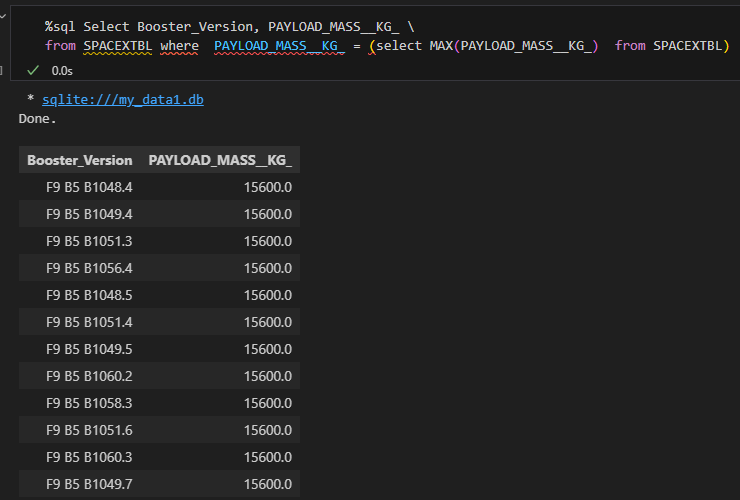 %sql Select Booster_Version, PAYLOAD_MASS__KG_ \
from SPACEXTBL where  PAYLOAD_MASS__KG_ = (select MAX(PAYLOAD_MASS__KG_)  from SPACEXTBL)
0.0s
* sqlite:///my_data1.db
Done.
Booster_Version PAYLOAD_MASS__KG_
F9 B5 B1048.4 15600.0
F9 B5 B1049.4 15600.0
F9 B5 B1051.3 15600.0
F9 B5 B1056.4 15600.0
F9 B5 B1048.5 15600.0
F9 B5 B1051.4 15600.0
F9 B5 B1049.5 15600.0
F9 B5 B1060.2 15600.0
F9 B5 B1058.3 15600.0
F9 B5 B1051.6 15600.0
F9 B5 B1060.3 15600.0
F9 B5 B1049.7 15600.0